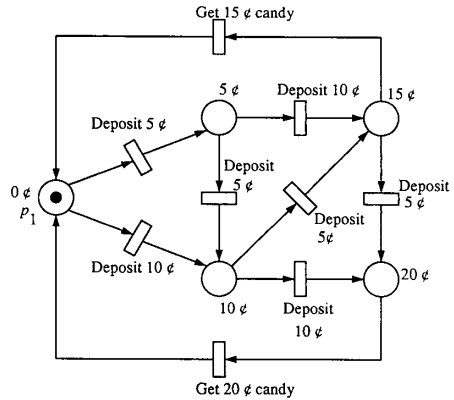 Get 15 ¢ candy
5 ¢
Deposit 10 ¢
15 ¢
Deposit 5 ¢
Deposit
5 ¢
0 ¢
p1
Deposit
5 ¢
Deposit
5¢
Deposit 10 ¢
10 ¢
Deposit
10 ¢
20 ¢
Get 20 ¢ candy